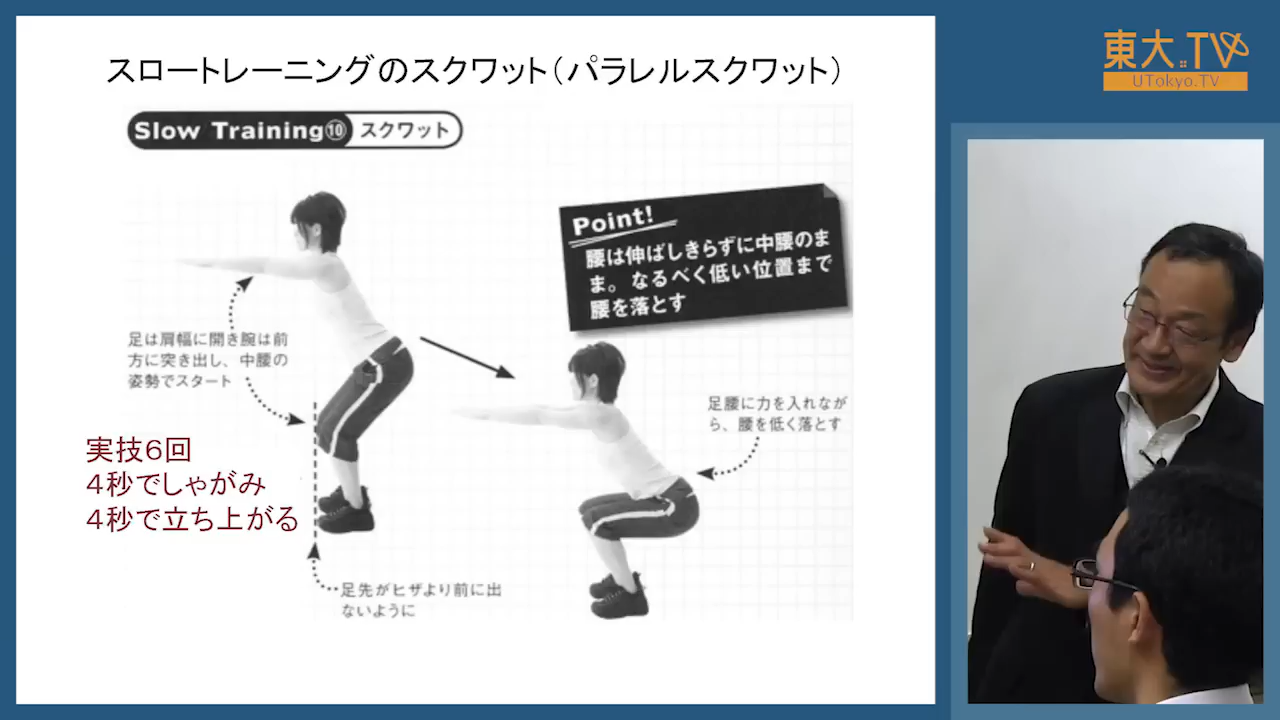 スロートレーニングのスクワット（パラレルスクワット）
東大.TV
UTokyo.TV
Slow Training⑩ スクワット
Point!
腰は伸ばしきらずに中腰のま
ま。なるべく低い位置まで
腰を落とす
足は肩幅に開き腕は前
方に突き出し、中腰の
姿勢でスタート
足腰に力を入れなが
ら、腰を低く落とす
実技6回
4秒でしゃがみ
4秒で立ち上がる
足先がヒザより前に出
ないように